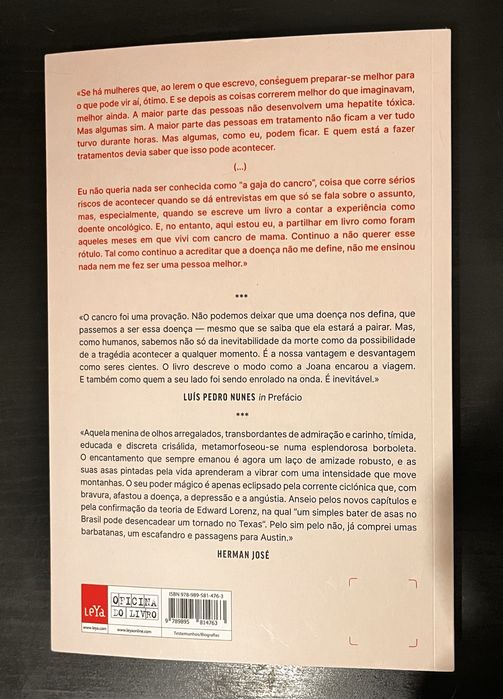 «Se há mulheres que, ao lerem o que escrevo, conseguem preparar-se melhor para
o que pode vir aí, ótimo. E se depois as coisas correrem melhor do que imaginavam,
melhor ainda. A maior parte das pessoas não desenvolvem uma hepatite tóxica.
Mas algumas sim. A maior parte das pessoas em tratamento não ficam a ver tudo
turvo durante horas. Mas algumas, como eu, podem ficar. E quem está a fazer
tratamentos devia saber que isso pode acontecer.
(...)
Eu não queria nada ser conhecida como “a gaja do cancro”, coisa que corre sérios
riscos de acontecer quando se dá entrevistas em que só se fala sobre o assunto,
mas, especialmente, quando se escreve um livro a contar a experiência como
doente oncológico. E, no entanto, aqui estou eu, a partilhar em livro como foram
aqueles meses em que vivi com cancro de mama. Continuo a não querer esse
rótulo. Tal como continuo a acreditar que a doença não me define, não me ensinou
nada nem me fez ser uma pessoa melhor.»
***
«O cancro foi uma provação. Não podemos deixar que uma doença nos defina, que
passemos a ser essa doença — mesmo que se saiba que ela estará a pairar. Mas,
como humanos, sabemos não só da inevitabilidade da morte como da possibilidade
de a tragédia acontecer a qualquer momento. É a nossa vantagem e desvantagem
como seres cientes. O livro descreve o modo como a Joana encarou a viagem.
E também como quem a seu lado foi sendo enrolado na onda. É inevitável.»
LUÍS PEDRO NUNES in Prefácio
***
«Aquela menina de olhos arregalados, transbordantes de admiração e carinho, tímida,
educada e discreta crisálida, metamorfoseou-se numa esplendorosa borboleta.
O encantamento que sempre emanou é agora um laço de amizade robusto, e as
suas asas pintadas pela vida aprenderam a vibrar com uma intensidade que move
montanhas. O seu poder mágico é apenas eclipsado pela corrente ciclónica que, com
bravura, afastou a doença, a depressão e a angústia. Anseio pelos novos capítulos e
pela confirmação da teoria de Edward Lorenz, na qual “um simples bater de asas no
Brasil pode desencadear um tornado no Texas”. Pelo sim pelo não, já comprei umas
barbatanas, um escafandro e passagens para Austin.»
HERMAN JOSÉ
LeYa
www.leya.com
OFICINA
DO LIVRO
www.leyaonline.com
ISBN 978-989-581-476-3
9 789895 814763
Testemunhos/Biografias